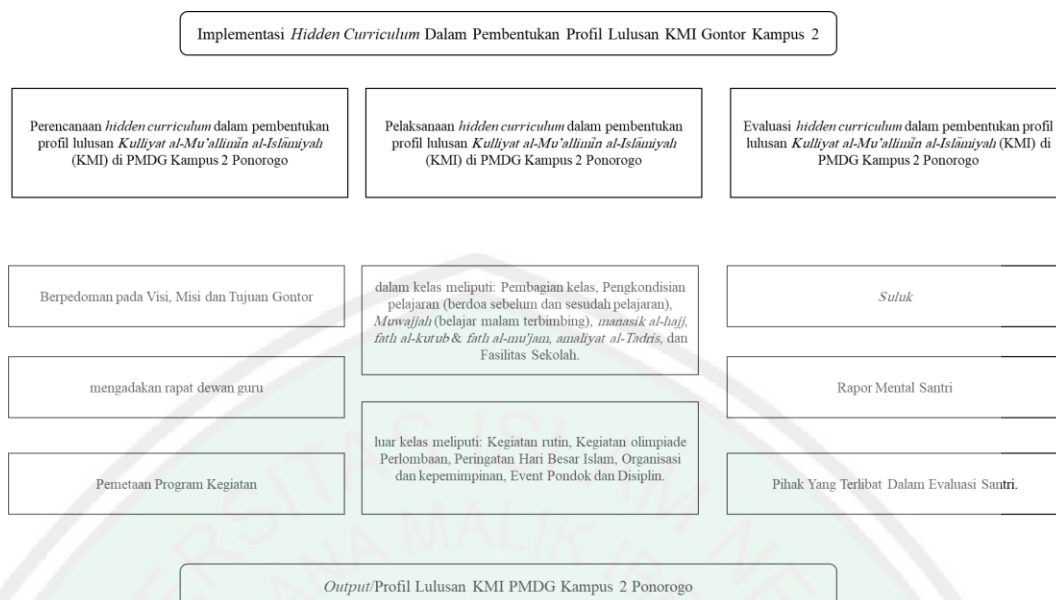 Implementasi Hidden Curriculum Dalam Pembentukan Profil Lulusan KMI Gontor Kampus 2
Perencanaan hidden curriculum dalam pembentukan
profil lulusan Kulliyat al-Mu’allimīn al-Islāmiyah
(KMI) di PMDG Kampus 2 Ponorogo
Pelaksanaan hidden curriculum dalam pembentukan
profil lulusan Kulliyat al-Mu’allimīn al-Islāmiyah
(KMI) di PMDG Kampus 2 Ponorogo
Evaluasi hidden curriculum dalam pembentukan profil
lulusan Kulliyat al-Mu’allimīn al-Islāmiyah (KMI) di
PMDG Kampus 2 Ponorogo
Berpedoman pada Visi, Misi dan Tujuan Gontor
mengadakan rapat dewan guru
Pemetaan Program Kegiatan
dalam kelas meliputi: Pembagian kelas, Pengkondisian
pelajaran (berdoa sebelum dan sesudah pelajaran),
Muwajjah (belajar malam terbimbing), manasik al-hajj,
fath al-kutub & fath al-mu'jam, amaliyat al-Tadris, dan
Fasilitas Sekolah.
luar kelas meliputi: Kegiatan rutin, Kegiatan olimpiade
Perlombaan, Peringatan Hari Besar Islam, Organisasi
dan kepemimpinan, Event Pondok dan Disiplin.
Suluk
Rapor Mental Santri
Pihak Yang Terlibat Dalam Evaluasi Santri.
Output/Profil Lulusan KMI PMDG Kampus 2 Ponorogo